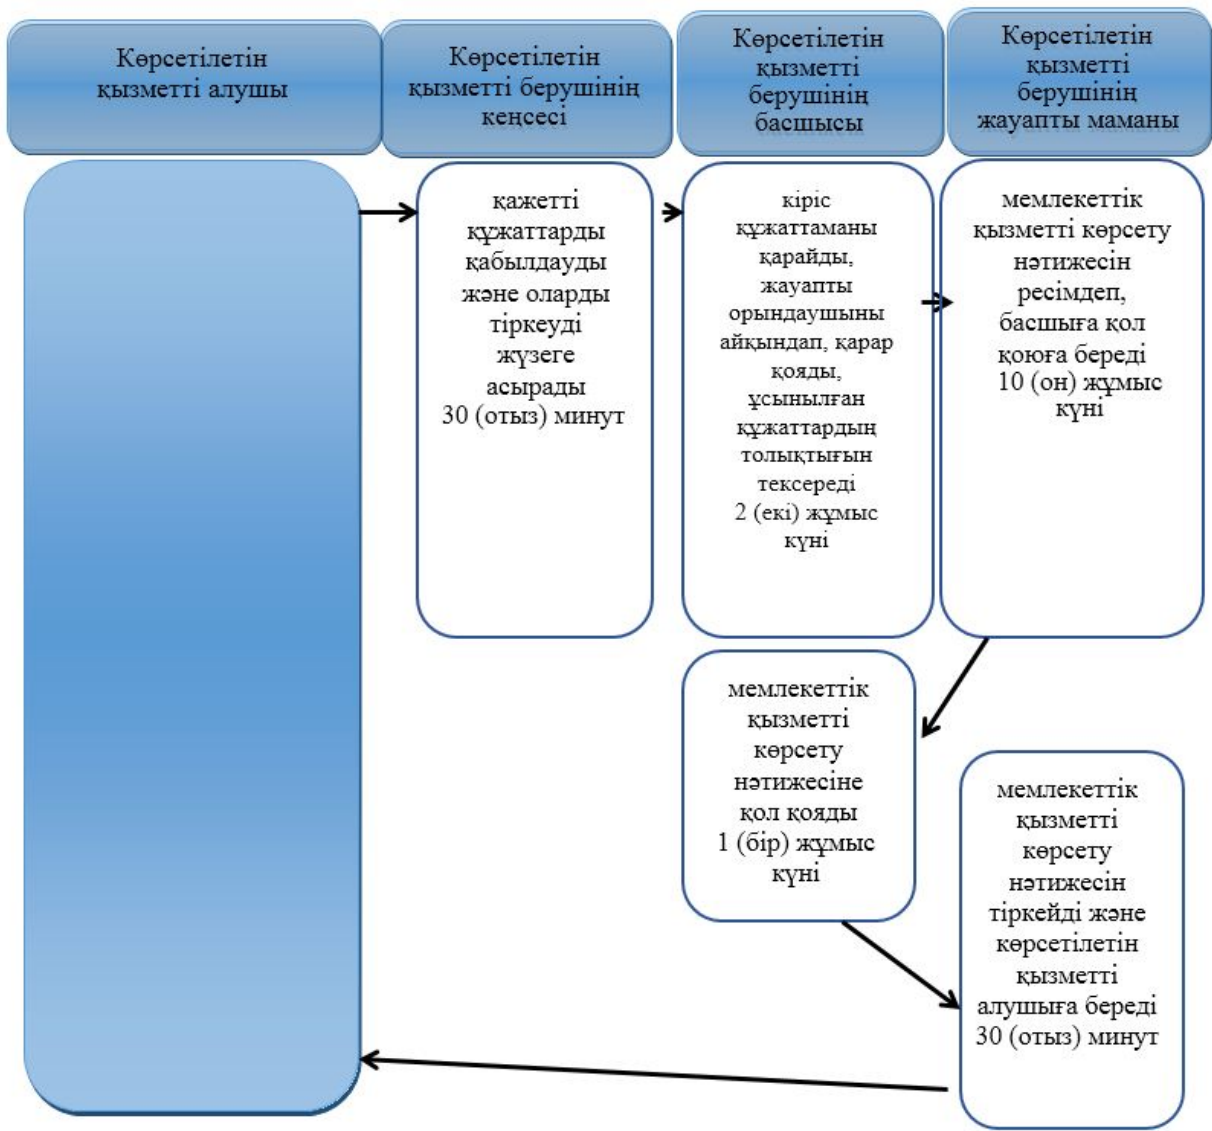 Көрсетілетін
қызметті алушы
Көрсетілетін
қызметті берушінің
кеңсесі
Көрсетілетін
қызметті
берушінің
басшысы
Көрсетілетін
қызметті
берушінің
жауапты маманы
қажетті
құжаттарды
қабылдауды
және оларды
тіркеуді
жүзеге
асырады
30 (отыз) минут
кіріс
құжаттаманы
қарайды,
жауапты
орындаушыны
айқындап, қарар
қояды,
ұсынылған
құжаттардың
толықтығын
тексереді
2 (екі) жұмыс
күні
мемлекеттік
қызметті көрсету
нәтижесін
ресімдеп,
басшыға қол
қоюға береді
10 (он) жұмыс
күні
мемлекеттік
қызметті
көрсету
нәтижесіне
қол қояды
1 (бір) жұмыс
күні
мемлекеттік
қызметті
көрсету
нәтижесін
тіркейді және
көрсетілетін
қызметті
алушыға береді
30 (отыз) минут